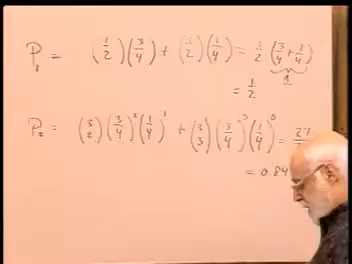 P₁ = (1/2)(3/4) + (1/2)(1/4) = 1/2 (3/4 + 1/4)
1
= 1/2
P₂ = (3 2)(3/4)²(1/4)¹ + (3 3)(3/4)³(1/4)⁰ = 27
= 0.84